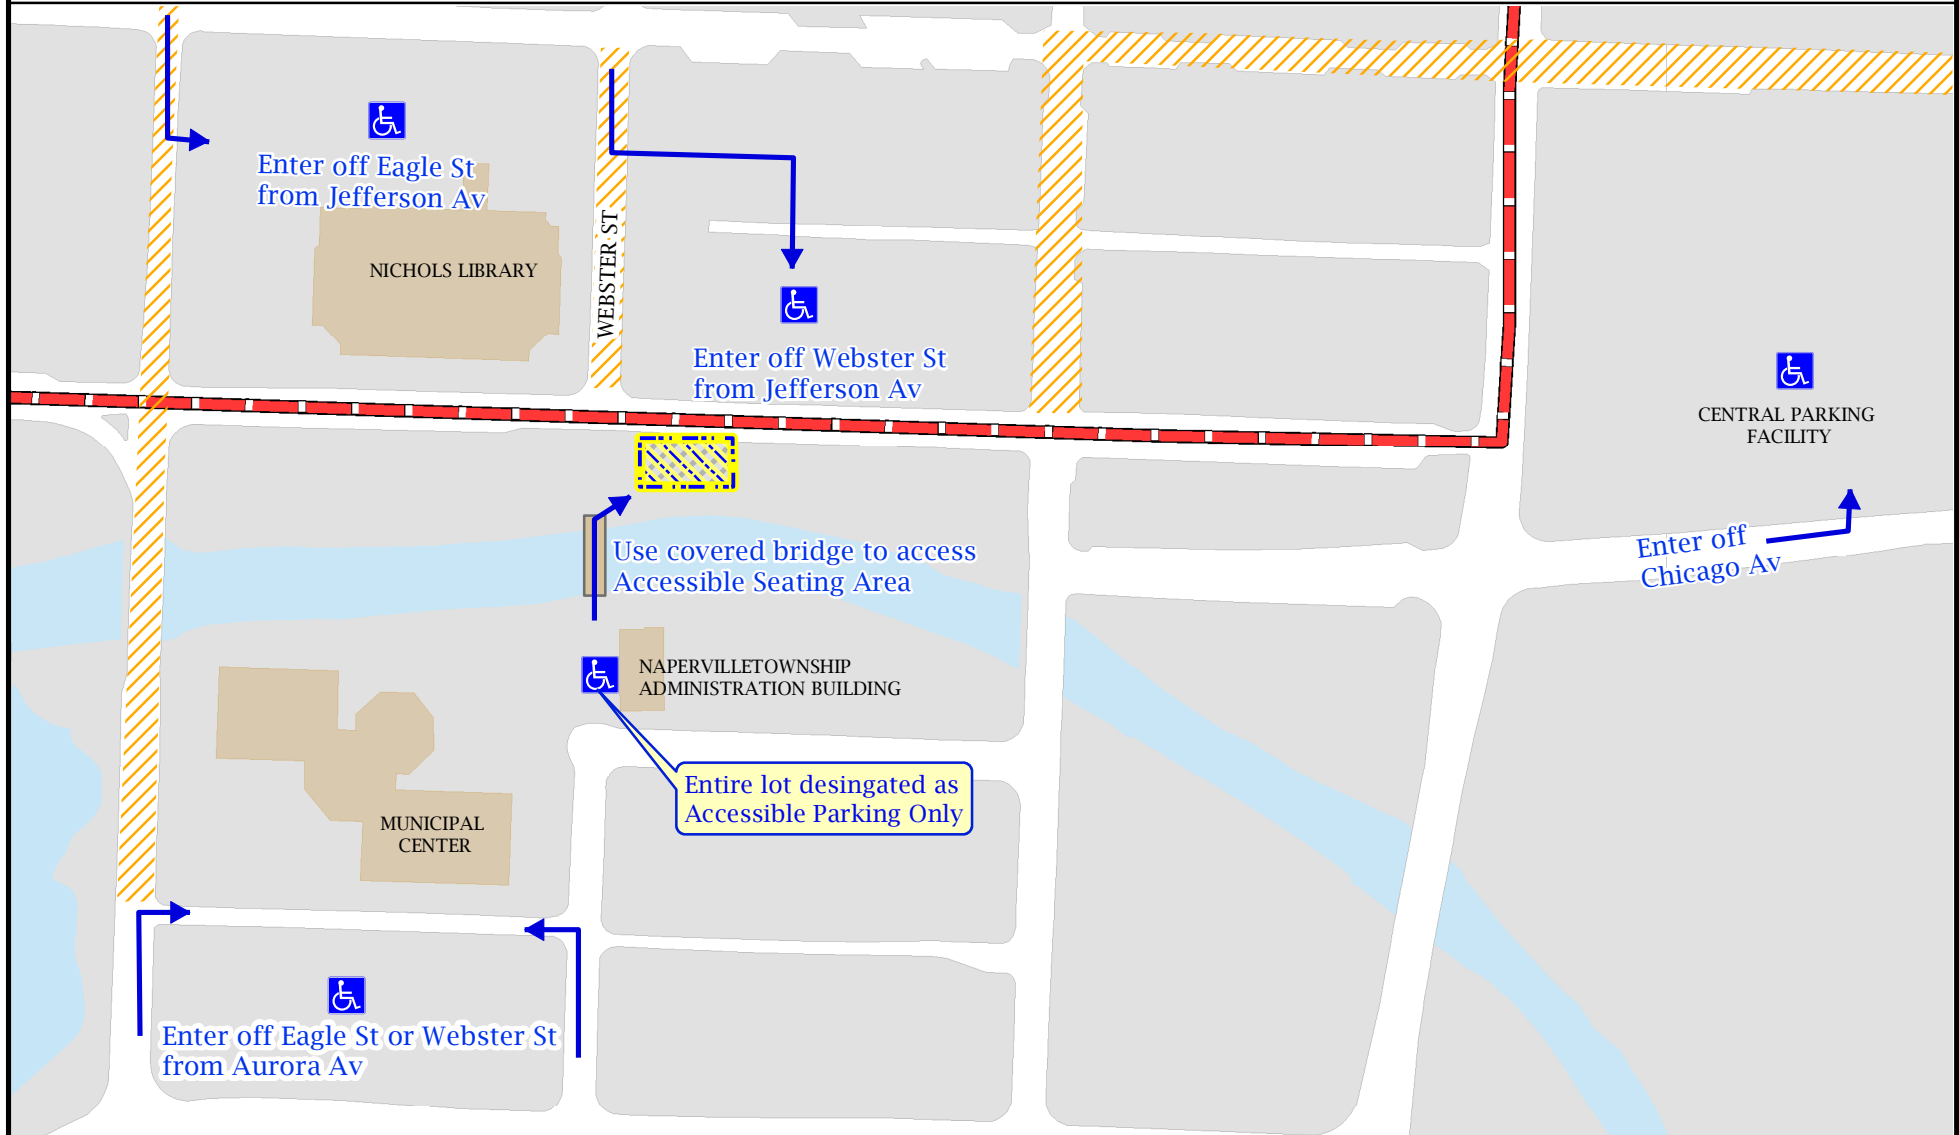 Enter off Eagle St
from Jefferson Av
NICHOLS LIBRARY
WEBSTER ST
Enter off Webster St
from Jefferson Av
CENTRAL PARKING
FACILITY
Enter off
Chicago Av
Use covered bridge to access
Accessible Seating Area
NAPERVILLETOWNSHIP
ADMINISTRATION BUILDING
Entire lot desingated as
Accessible Parking Only
MUNICIPAL
CENTER
Enter off Eagle St or Webster St
from Aurora Av